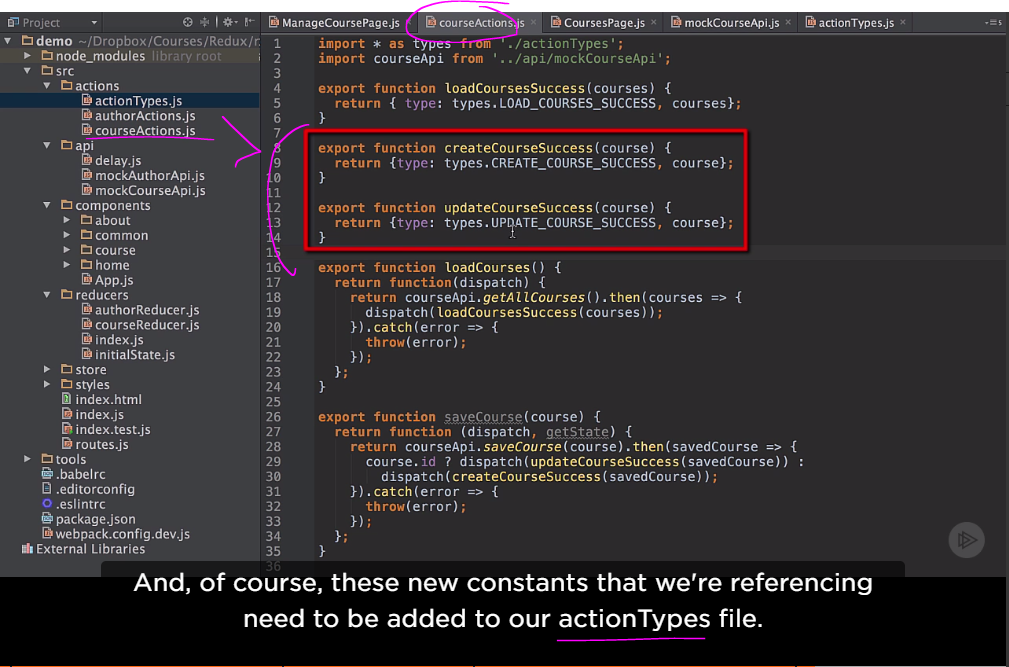 Project
ManageCoursePage.js
courseActions.js
CoursesPage.js
mockCourseApi.js
actionTypes.js
demo ~/Dropbox/Courses/Redux/r
node_modules library root
src
actions
actionTypes.js
authorActions.js
courseActions.js
api
delay.js
mockAuthorApi.js
mockCourseApi.js
components
about
common
course
home
App.js
reducers
authorReducer.js
courseReducer.js
index.js
initialState.js
store
styles
index.html
index.js
index.test.js
routes.js
tools
.babelrc
.editorconfig
.eslintrc
package.json
webpack.config.dev.js
External Libraries
1 import * as types from './actionTypes';
2 import courseApi from '../api/mockCourseApi';
3
4 export function loadCoursesSuccess(courses) {
5 return { type: types.LOAD_COURSES_SUCCESS, courses};
6 }
7
8 export function createCourseSuccess(course) {
9 return {type: types.CREATE_COURSE_SUCCESS, course};
10 }
11
12 export function updateCourseSuccess(course) {
13 return {type: types.UPDATE_COURSE_SUCCESS, course};
14 }
15
16 export function loadCourses() {
17 return function(dispatch) {
18 return courseApi.getAllCourses().then(courses => {
19 dispatch(loadCoursesSuccess(courses));
20 }).catch(error => {
21 throw(error);
22 });
23 };
24 }
25
26 export function saveCourse(course) {
27 return function (dispatch, getState) {
28 return courseApi.saveCourse(course).then(savedCourse => {
29 course.id ? dispatch(updateCourseSuccess(savedCourse)) :
30 dispatch(createCourseSuccess(savedCourse));
31 }).catch(error => {
32 throw(error);
33 });
34 };
35 }
36
And, of course, these new constants that we're referencing
need to be added to our actionTypes file.